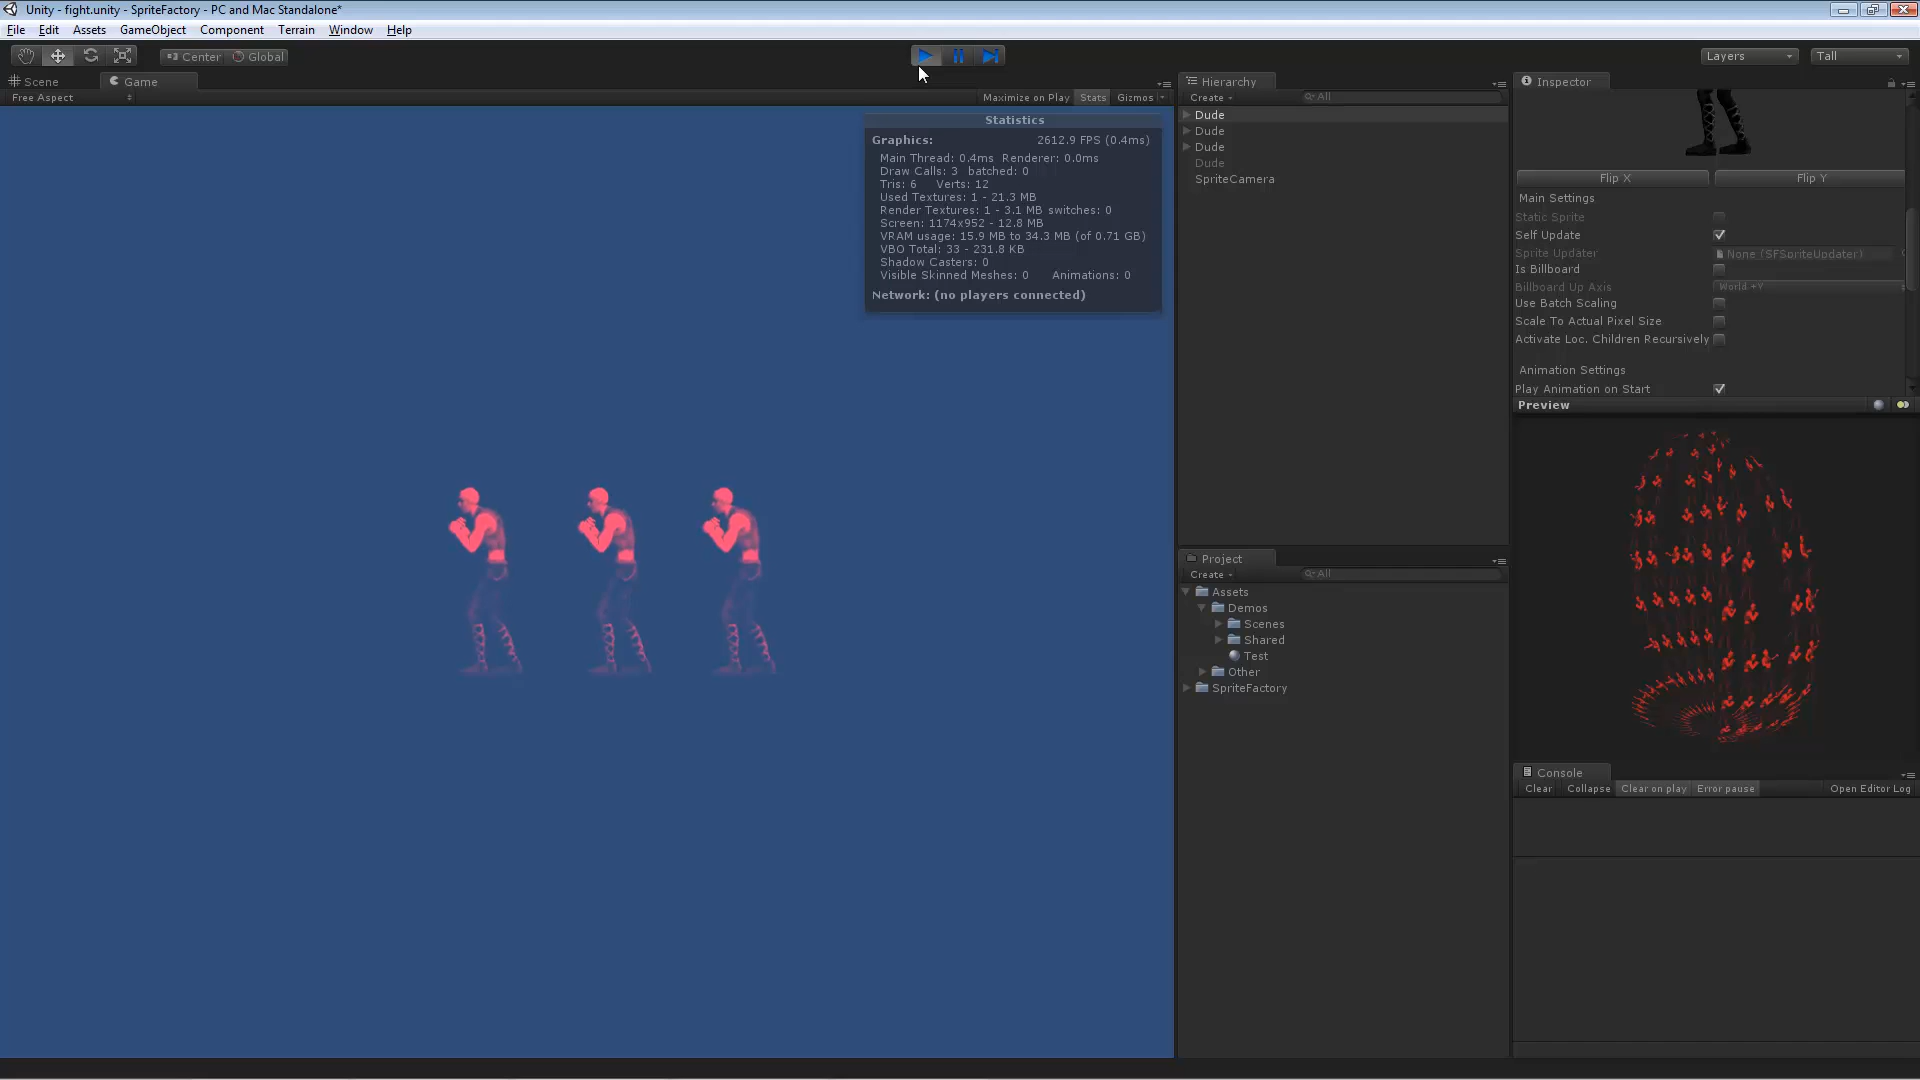 Unity - fight.unity - SpriteFactory - PC and Mac Standalone*
File Edit Assets GameObject Component Terrain Window Help
Center Global Layers Tall
Scene Game
Free Aspect Maximize on Play Stats Gizmos
Statistics
Graphics: 2612.9 FPS (0.4ms)
Main Thread: 0.4ms Renderer: 0.0ms
Draw Calls: 3 batched: 0
Tris: 6 Verts: 12
Used Textures: 1 - 21.3 MB
Render Textures: 1 - 3.1 MB switches: 0
Screen: 1174x952 - 12.8 MB
VRAM usage: 15.9 MB to 34.3 MB (of 0.71 GB)
VBO Total: 33 - 231.8 KB
Shadow Casters: 0
Visible Skinned Meshes: 0 Animations: 0
Network: (no players connected)
Hierarchy
Create All
Dude
Dude
Dude
Dude
SpriteCamera
Project
Create All
Assets
Demos
Scenes
Shared
Test
Other
SpriteFactory
Inspector
Flip X Flip Y
Main Settings
Static Sprite
Self Update
Sprite Updater None (SFSpriteUpdater)
Is Billboard
Billboard Up Axis World +Y
Use Batch Scaling
Scale To Actual Pixel Size
Activate Loc. Children Recursively
Animation Settings
Play Animation on Start
Preview
Console
Clear Collapse Clear on play Error pause Open Editor Log